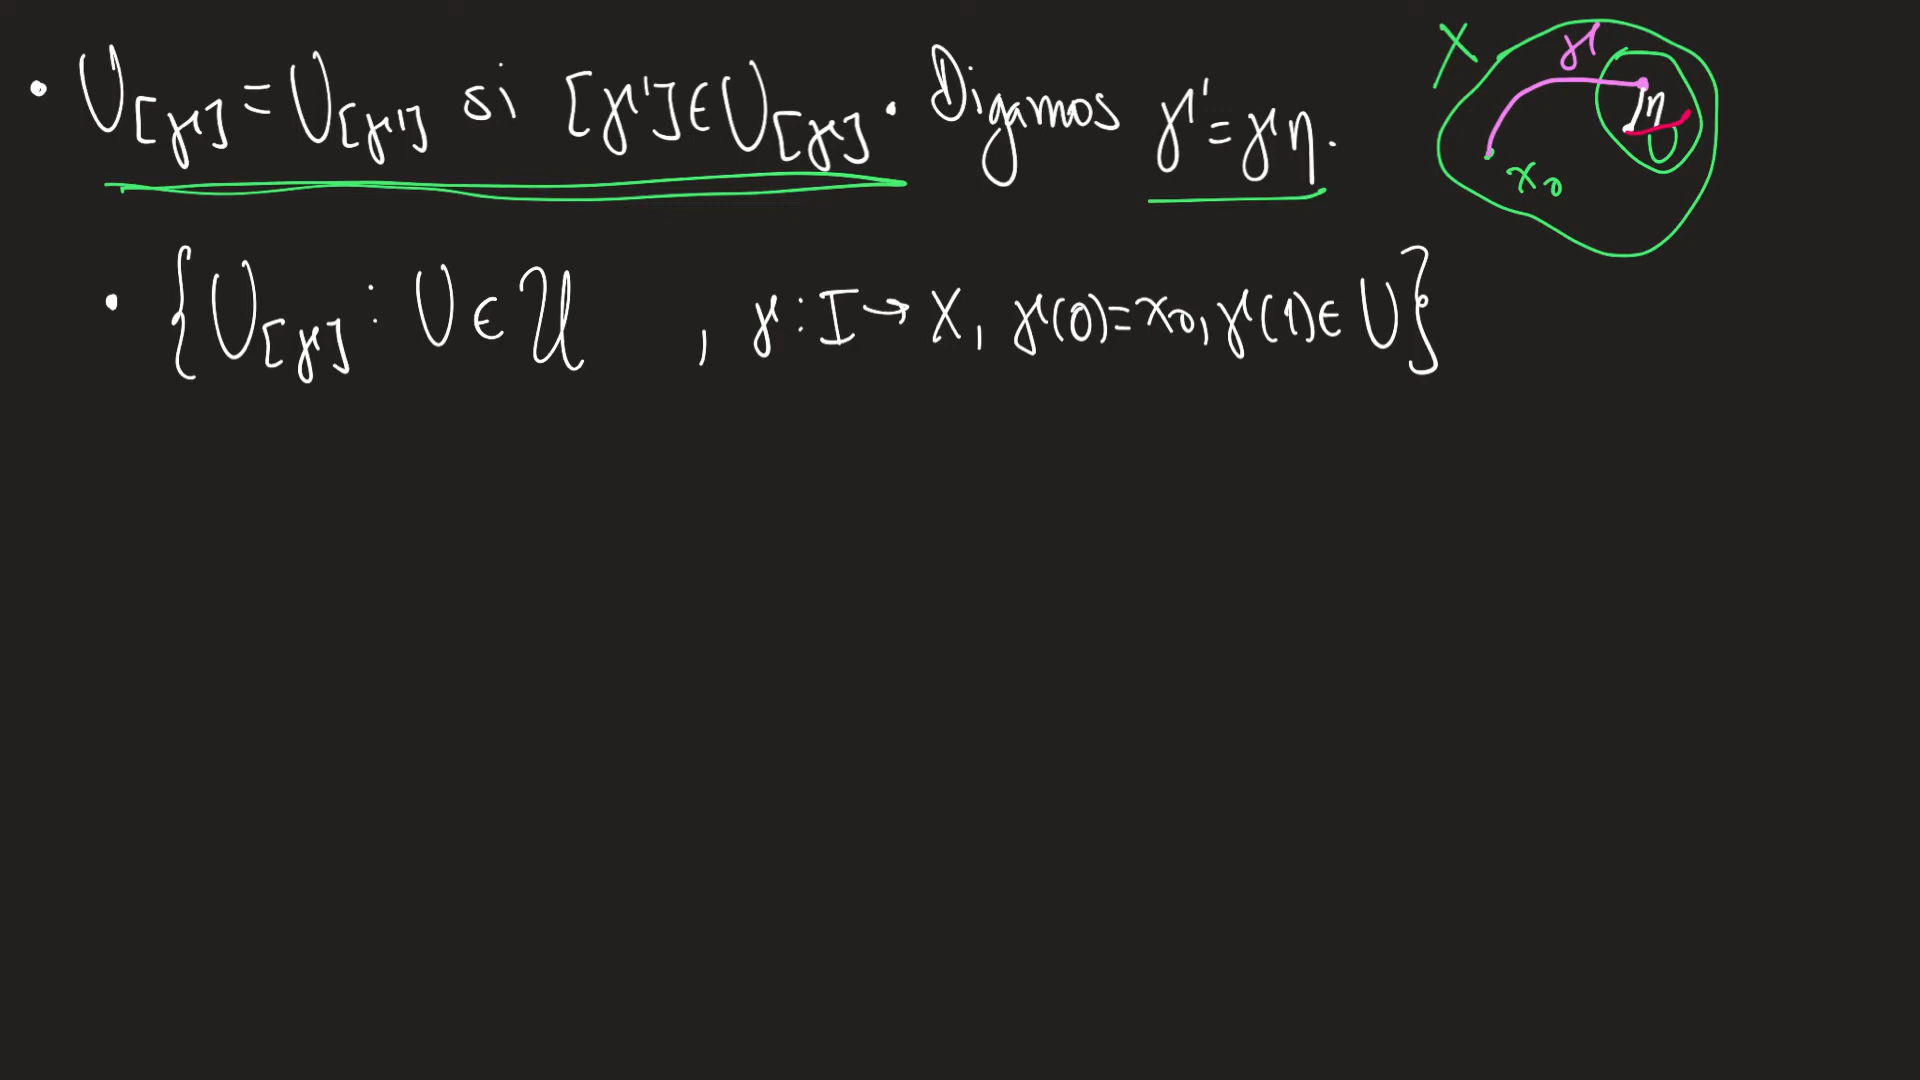 • U[γ] = U[γ'] si [γ'] ∈ U[γ]. Digamos γ' = γη.
X γ η U x₀
• {U[γ] : U ∈ 𝒰 , γ : I → X, γ(0) = x₀, γ(1) ∈ U}